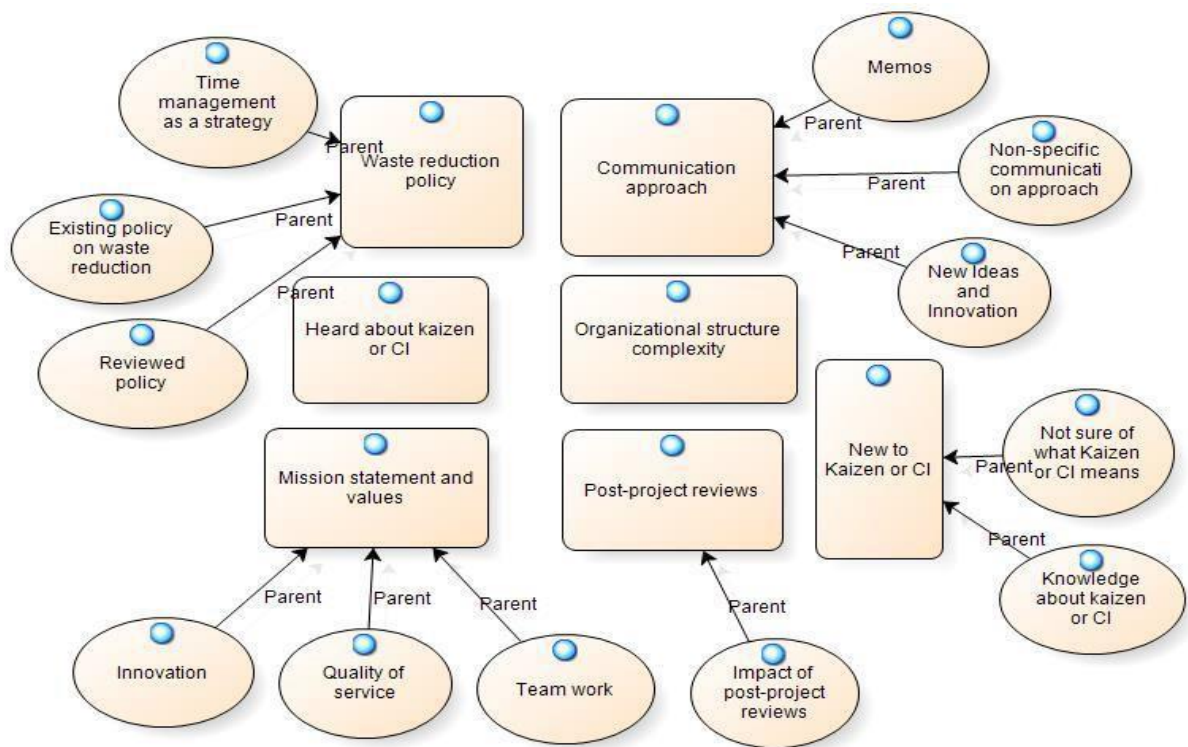 Time
management
as a strategy
Parent
Waste reduction
policy
Existing policy
on waste
reduction
Parent
Reviewed
policy
Parent
Communication
approach
Memos
Parent
Non-specific
communicati
on approach
Parent
New Ideas
and
Innovation
Parent
Heard about kaizen
or CI
Organizational structure
complexity
New to
Kaizen or CI
Not sure of
what Kaizen
or CI means
Parent
Knowledge
about kaizen
or CI
Parent
Mission statement and
values
Post-project reviews
Parent
Parent
Parent
Parent
Innovation
Quality of
service
Team work
Impact of
post-project
reviews